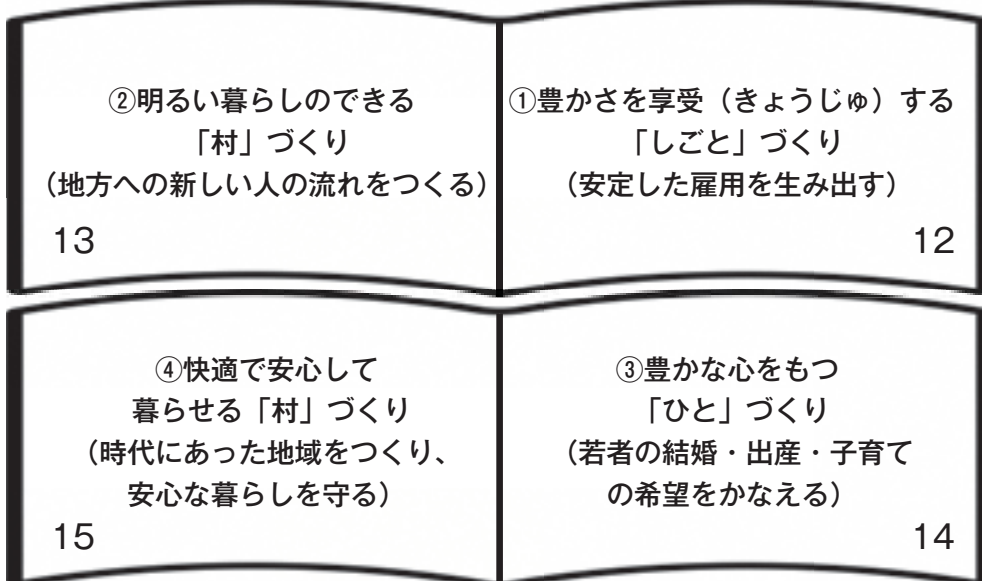 ①豊かさを享受（きょうじゅ）する
「しごと」づくり
（安定した雇用を生み出す）
12
②明るい暮らしのできる
「村」づくり
（地方への新しい人の流れをつくる）
13
③豊かな心をもつ
「ひと」づくり
（若者の結婚・出産・子育て
の希望をかなえる）
14
④快適で安心して
暮らせる「村」づくり
（時代にあった地域をつくり、
安心な暮らしを守る）
15